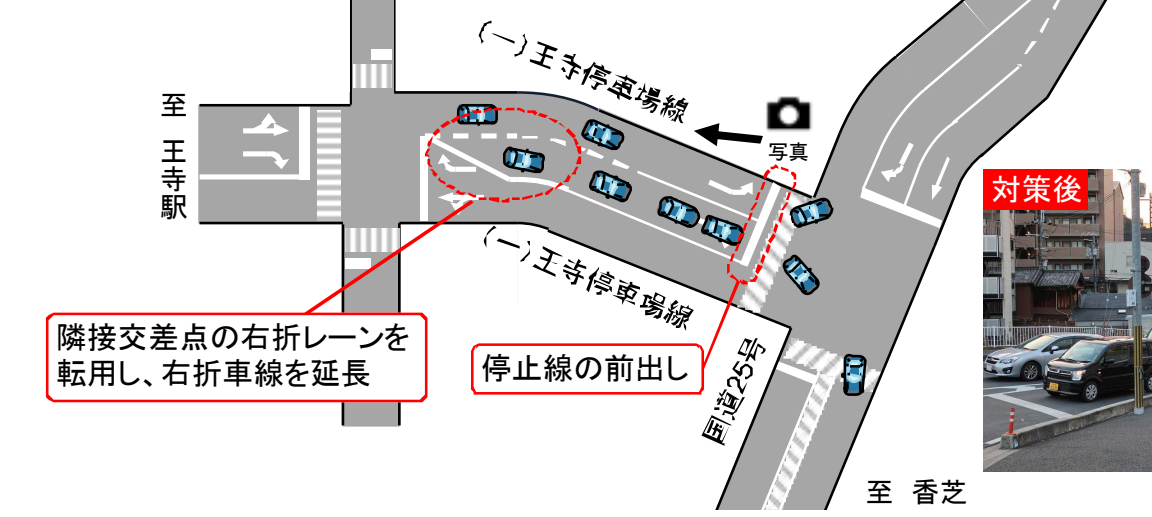 (一)王寺停車場線
写真
至 王寺駅
対策後
(一)王寺停車場線
隣接交差点の右折レーンを
転用し、右折車線を延長
停止線の前出し
国道25号
至 香芝